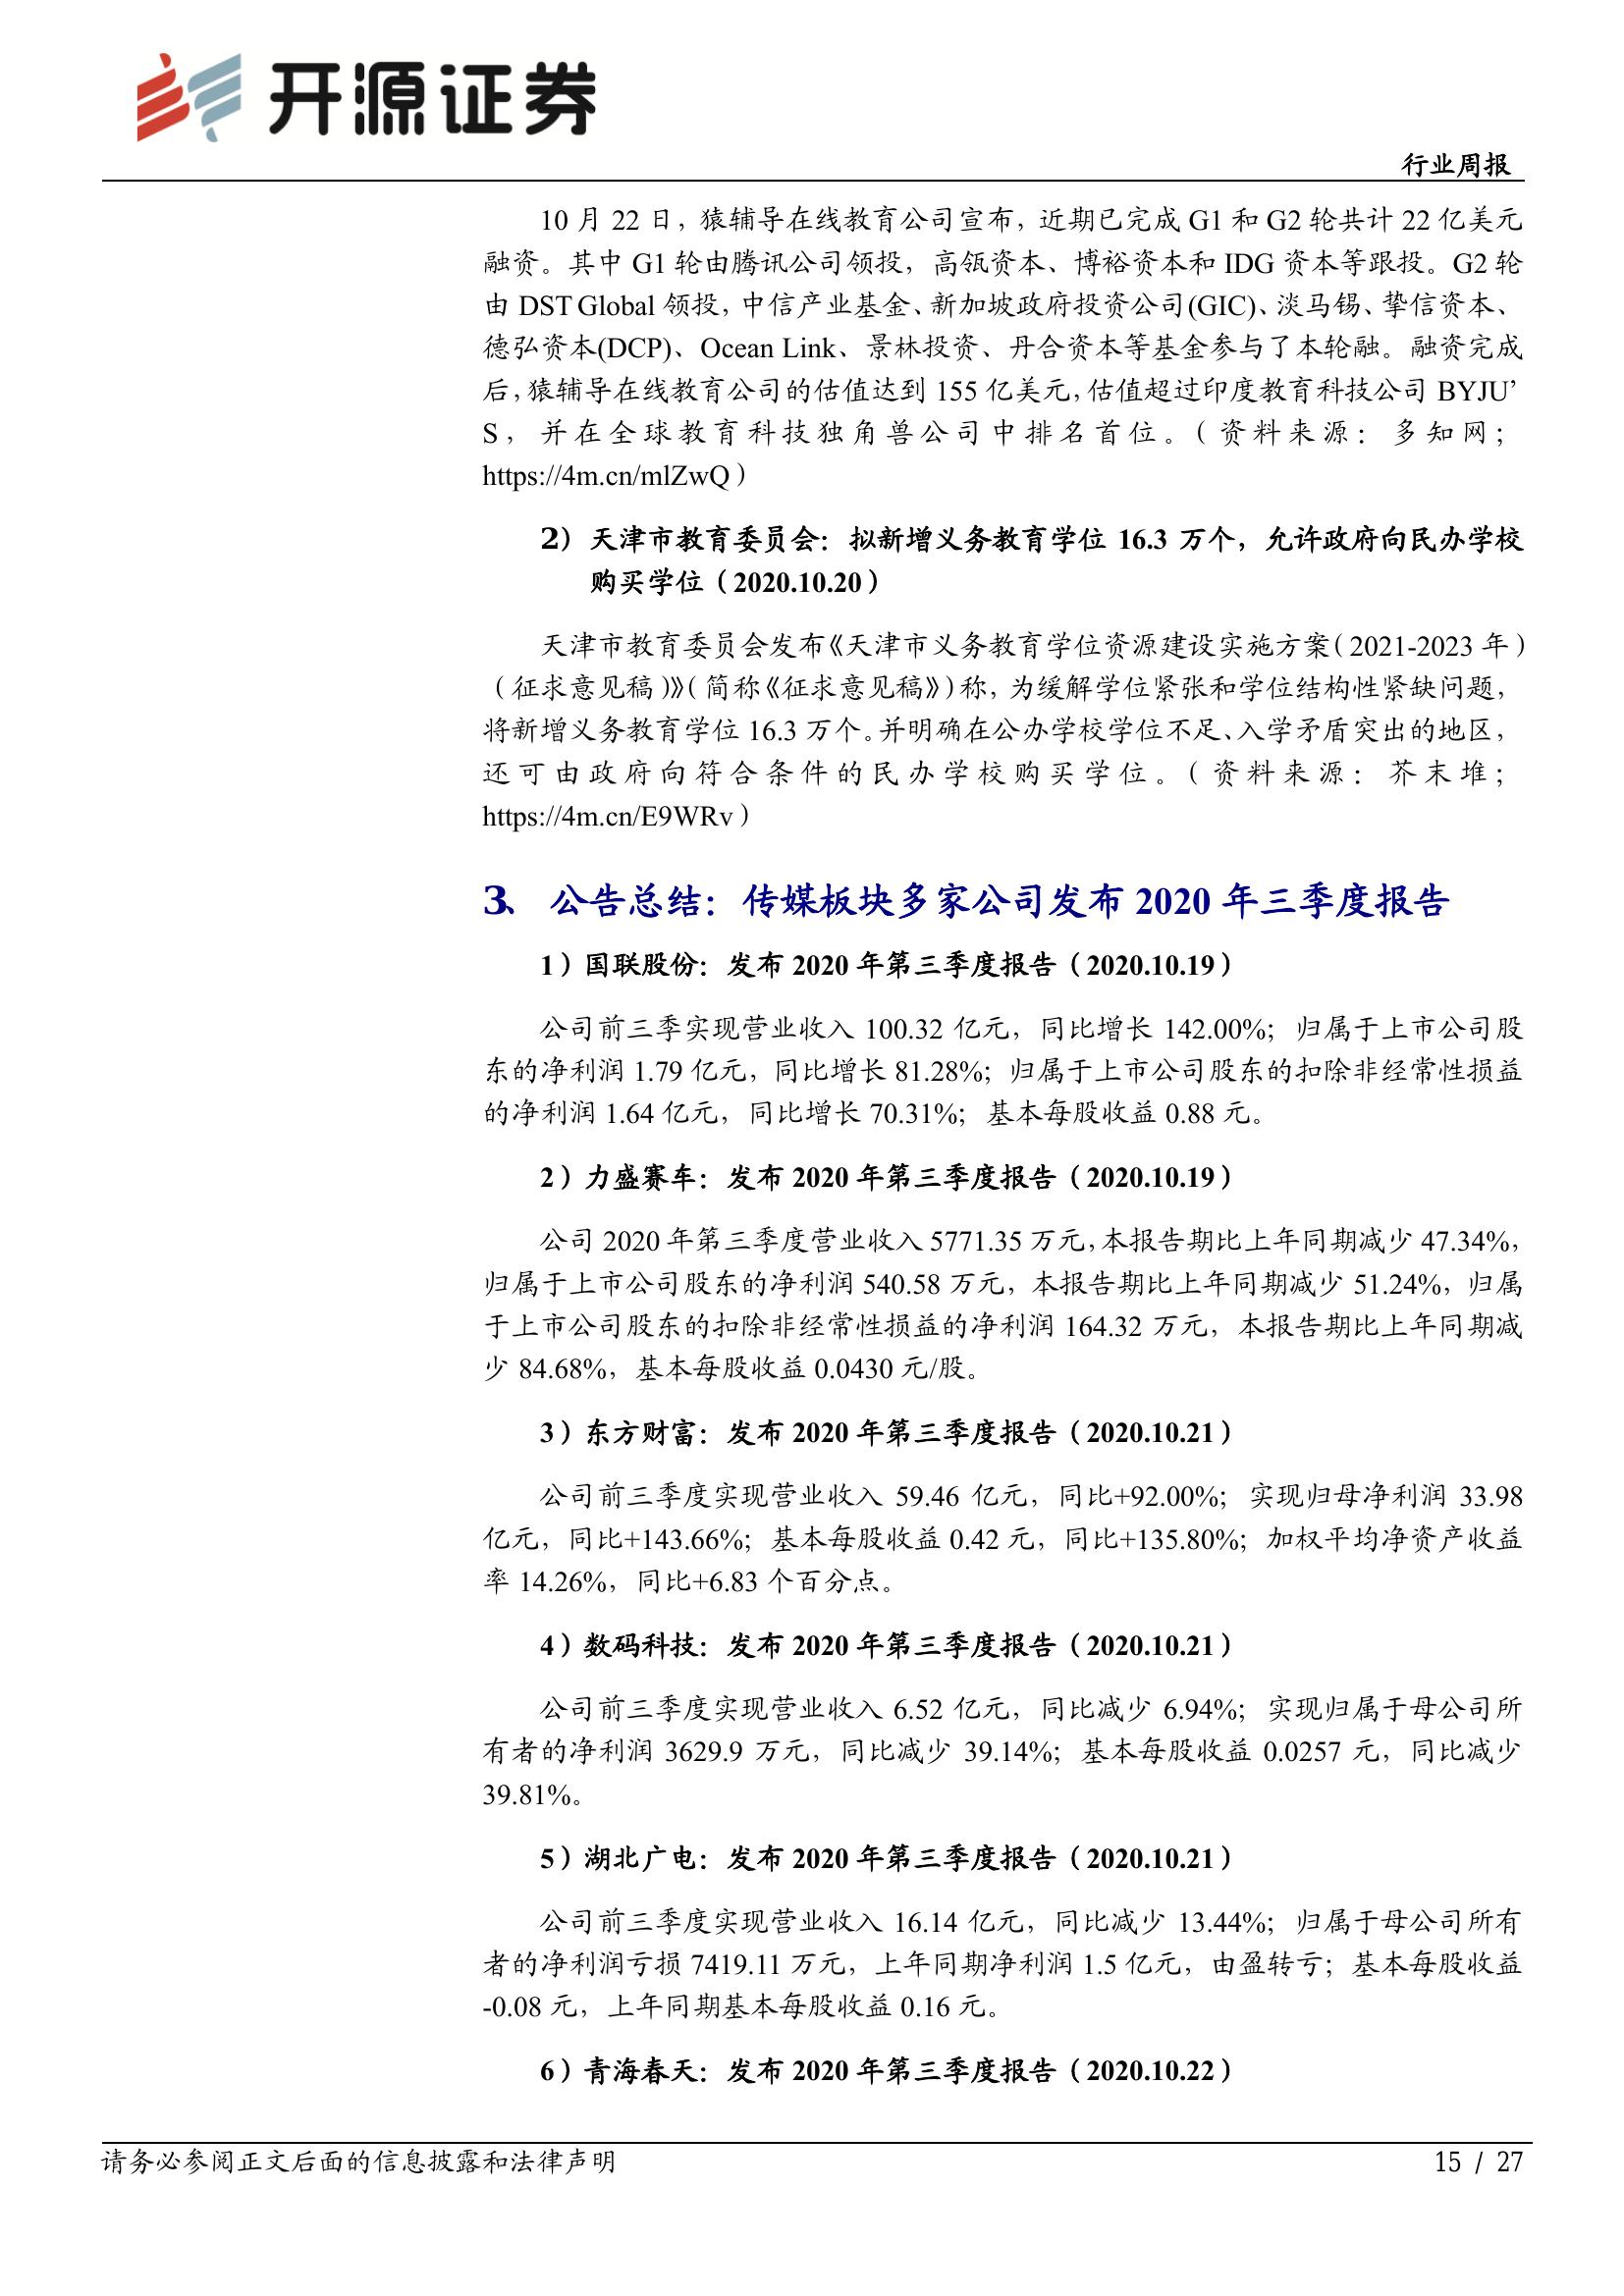 开源证券
行业周报
10 月 22 日，猿辅导在线教育公司宣布，近期已完成 G1 和 G2 轮共计 22 亿美元
融资。其中 G1 轮由腾讯公司领投，高瓴资本、博裕资本和 IDG 资本等跟投。G2 轮
由 DST Global 领投，中信产业基金、新加坡政府投资公司(GIC)、淡马锡、挚信资本、
德弘资本(DCP)、Ocean Link、景林投资、丹合资本等基金参与了本轮融。融资完成
后，猿辅导在线教育公司的估值达到 155 亿美元，估值超过印度教育科技公司 BYJU’
S，并在全球教育科技独角兽公司中排名首位。（资料来源：多知网；
https://4m.cn/mlZwQ）
2）天津市教育委员会：拟新增义务教育学位 16.3 万个，允许政府向民办学校
购买学位（2020.10.20）
天津市教育委员会发布《天津市义务教育学位资源建设实施方案（2021-2023 年）
（征求意见稿）》（简称《征求意见稿》）称，为缓解学位紧张和学位结构性紧缺问题，
将新增义务教育学位 16.3 万个。并明确在公办学校学位不足、入学矛盾突出的地区，
还可由政府向符合条件的民办学校购买学位。（资料来源：芥末堆；
https://4m.cn/E9WRv）
3、 公告总结：传媒板块多家公司发布 2020 年三季度报告
1）国联股份：发布 2020 年第三季度报告（2020.10.19）
公司前三季实现营业收入 100.32 亿元，同比增长 142.00%；归属于上市公司股
东的净利润 1.79 亿元，同比增长 81.28%；归属于上市公司股东的扣除非经常性损益
的净利润 1.64 亿元，同比增长 70.31%；基本每股收益 0.88 元。
2）力盛赛车：发布 2020 年第三季度报告（2020.10.19）
公司 2020 年第三季度营业收入 5771.35 万元，本报告期比上年同期减少 47.34%，
归属于上市公司股东的净利润 540.58 万元，本报告期比上年同期减少 51.24%，归属
于上市公司股东的扣除非经常性损益的净利润 164.32 万元，本报告期比上年同期减
少 84.68%，基本每股收益 0.0430 元/股。
3）东方财富：发布 2020 年第三季度报告（2020.10.21）
公司前三季度实现营业收入 59.46 亿元，同比+92.00%；实现归母净利润 33.98
亿元，同比+143.66%；基本每股收益 0.42 元，同比+135.80%；加权平均净资产收益
率 14.26%，同比+6.83 个百分点。
4）数码科技：发布 2020 年第三季度报告（2020.10.21）
公司前三季度实现营业收入 6.52 亿元，同比减少 6.94%；实现归属于母公司所
有者的净利润 3629.9 万元，同比减少 39.14%；基本每股收益 0.0257 元，同比减少
39.81%。
5）湖北广电：发布 2020 年第三季度报告（2020.10.21）
公司前三季度实现营业收入 16.14 亿元，同比减少 13.44%；归属于母公司所有
者的净利润亏损 7419.11 万元，上年同期净利润 1.5 亿元，由盈转亏；基本每股收益
-0.08 元，上年同期基本每股收益 0.16 元。
6）青海春天：发布 2020 年第三季度报告（2020.10.22）
请务必参阅正文后面的信息披露和法律声明
15 / 27